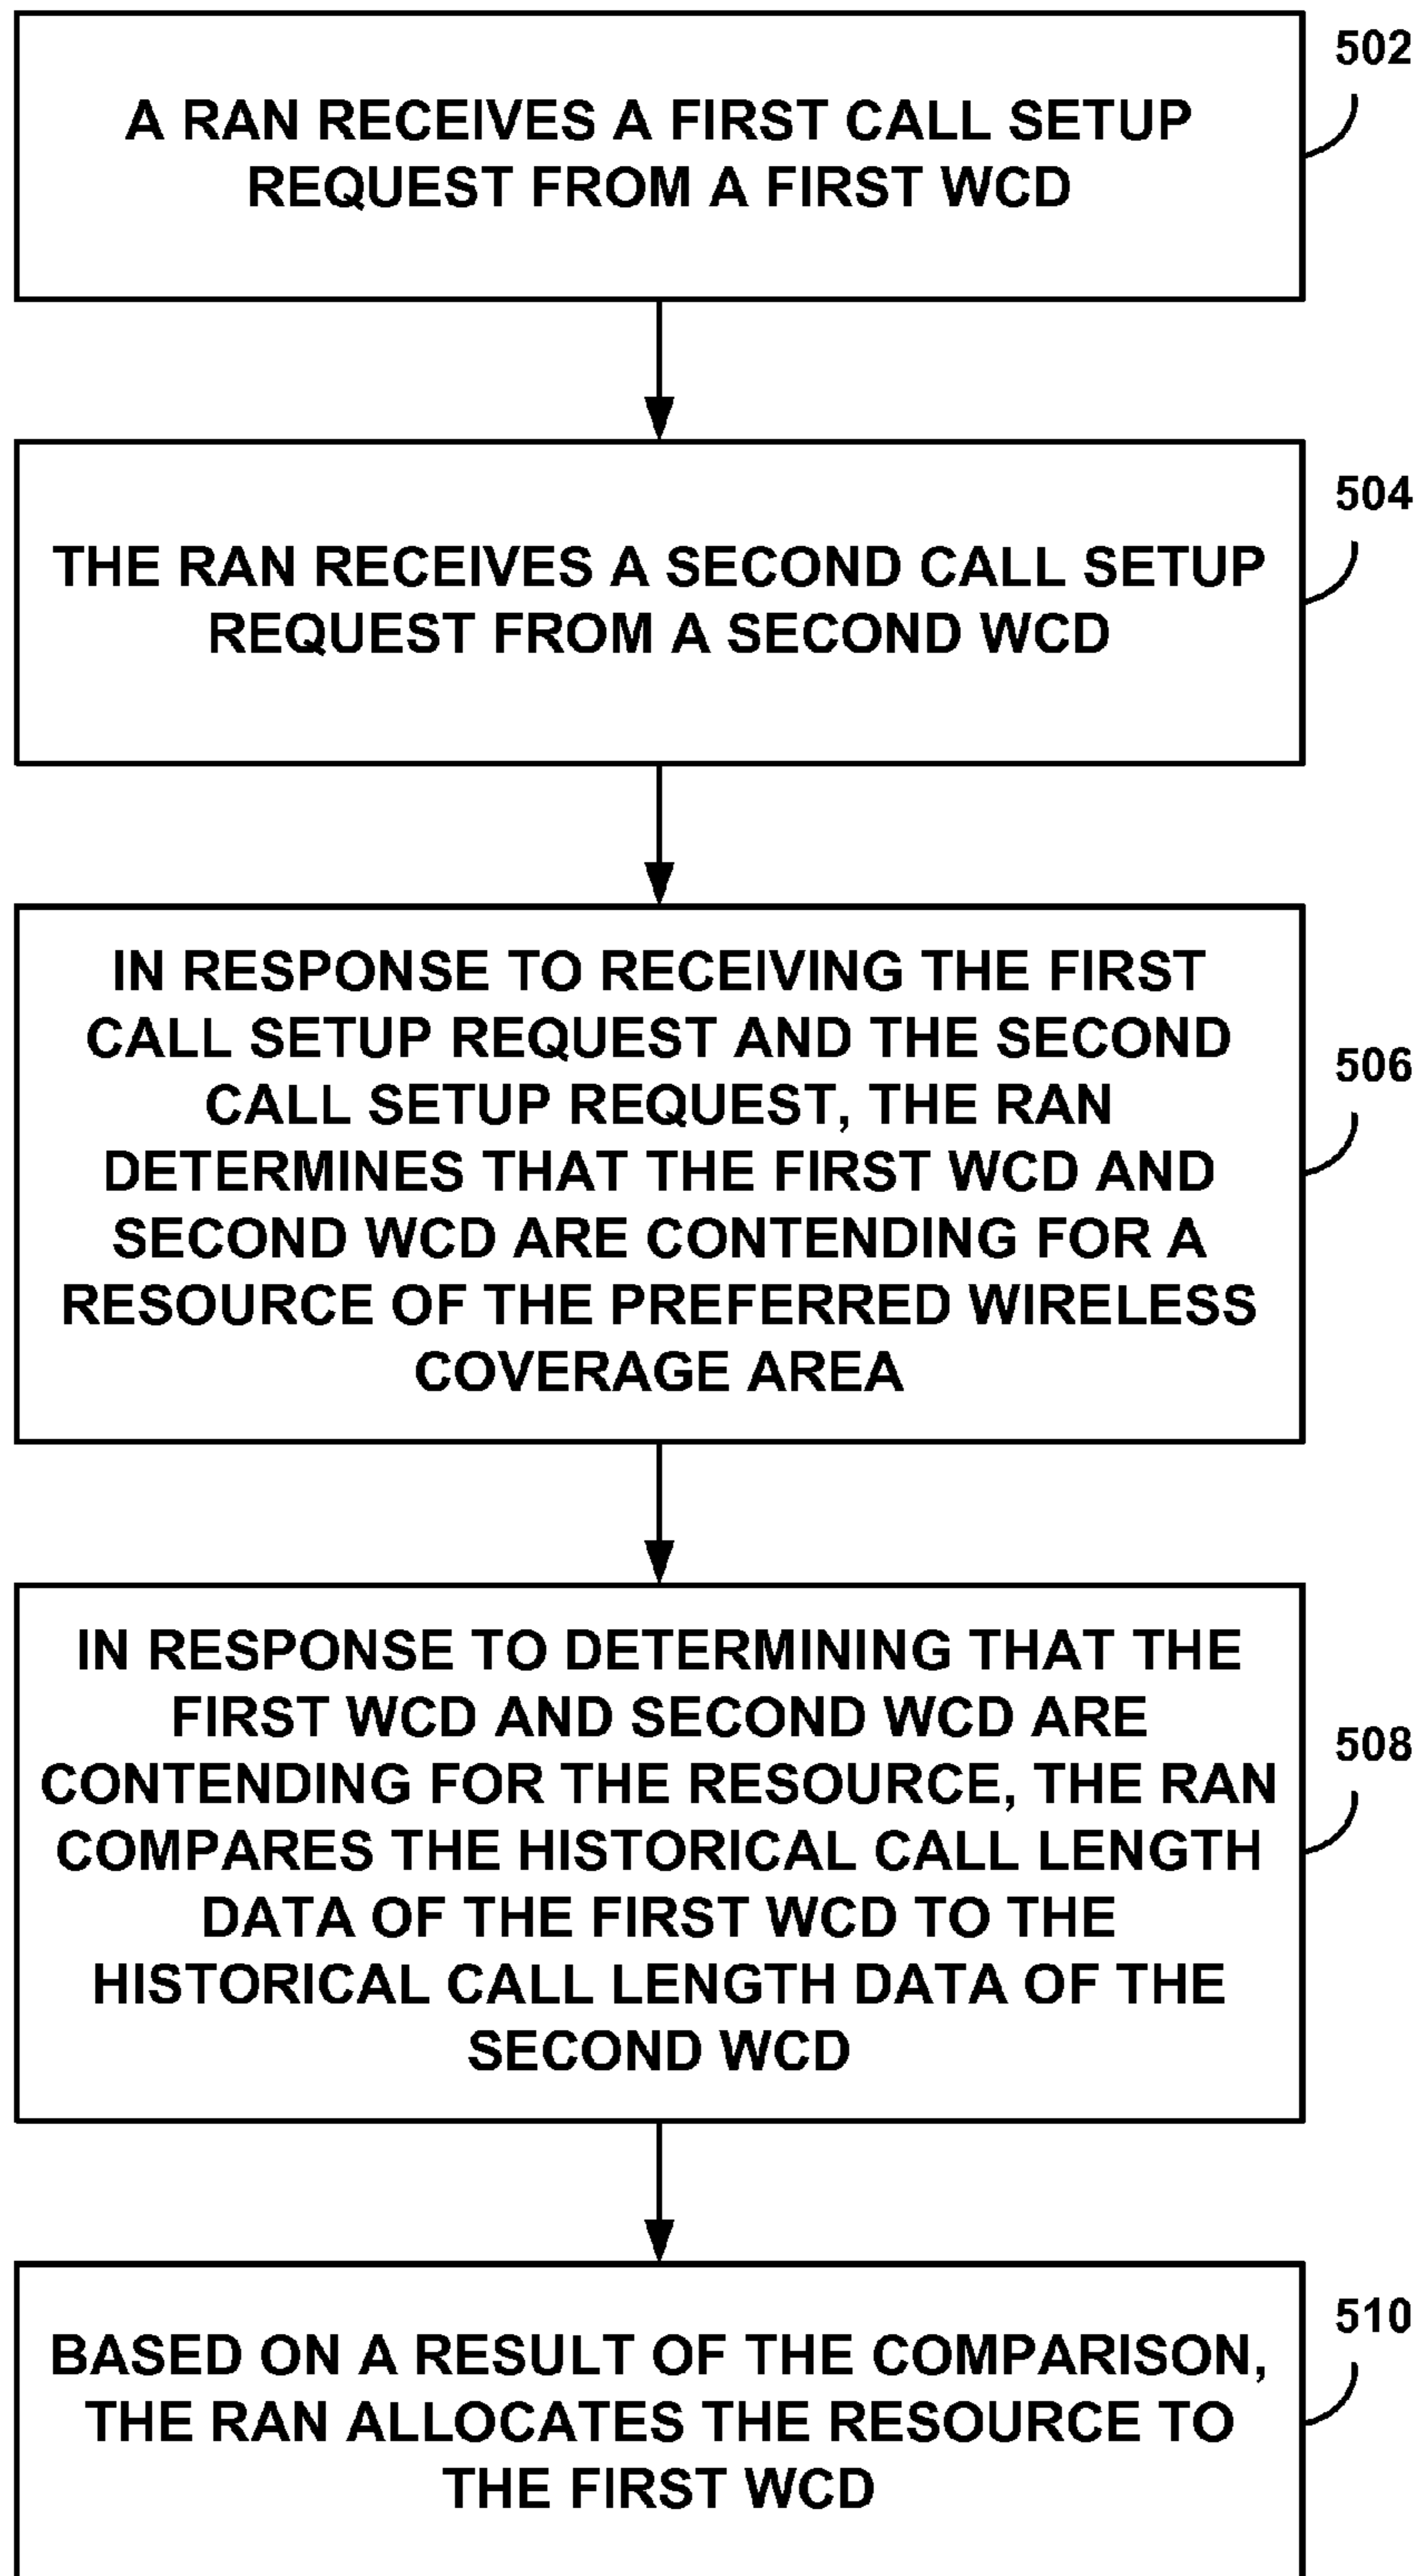 502
A RAN RECEIVES A FIRST CALL SETUP
REQUEST FROM A FIRST WCD
504
THE RAN RECEIVES A SECOND CALL SETUP
REQUEST FROM A SECOND WCD
506
IN RESPONSE TO RECEIVING THE FIRST
CALL SETUP REQUEST AND THE SECOND
CALL SETUP REQUEST, THE RAN
DETERMINES THAT THE FIRST WCD AND
SECOND WCD ARE CONTENDING FOR A
RESOURCE OF THE PREFERRED WIRELESS
COVERAGE AREA
508
IN RESPONSE TO DETERMINING THAT THE
FIRST WCD AND SECOND WCD ARE
CONTENDING FOR THE RESOURCE, THE RAN
COMPARES THE HISTORICAL CALL LENGTH
DATA OF THE FIRST WCD TO THE
HISTORICAL CALL LENGTH DATA OF THE
SECOND WCD
510
BASED ON A RESULT OF THE COMPARISON,
THE RAN ALLOCATES THE RESOURCE TO
THE FIRST WCD